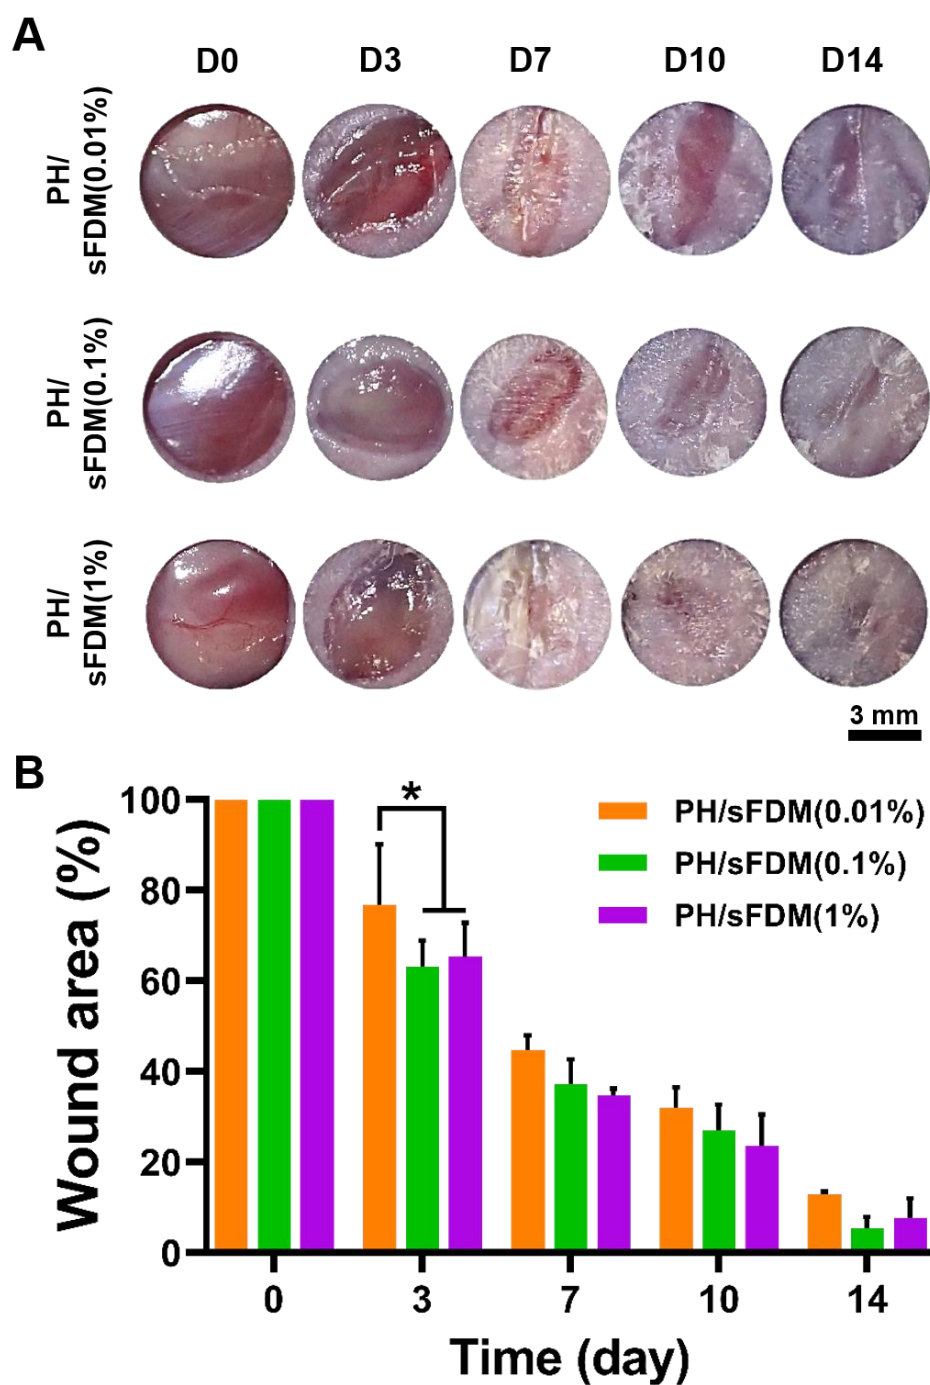 A
D0 D3 D7 D10 D14
PH/
sFDM(0.01%)
PH/
sFDM(0.1%)
PH/
sFDM(1%)
3 mm
B
*
100
80
60
40
20
0
Wound area (%)
PH/sFDM(0.01%)
PH/sFDM(0.1%)
PH/sFDM(1%)
0 3 7 10 14
Time (day)